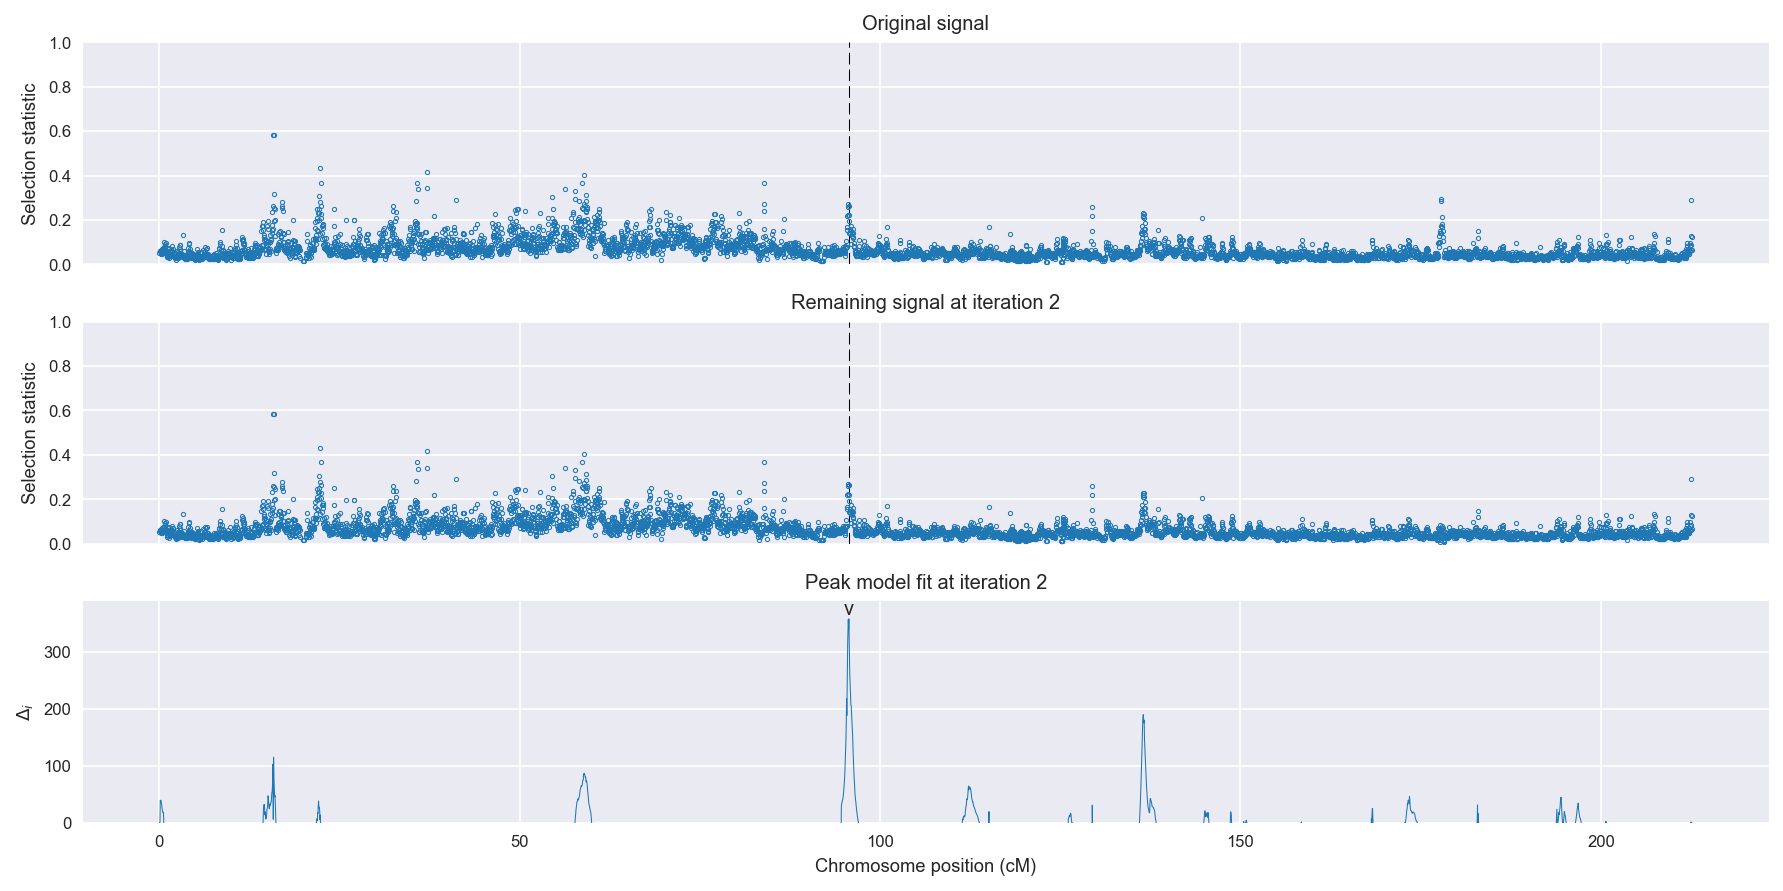 Original signal
1.0
0.8
0.6
0.4
0.2
0.0
Selection statistic
Remaining signal at iteration 2
1.0
0.8
0.6
0.4
0.2
0.0
Selection statistic
Peak model fit at iteration 2
v
300
200
100
0
Δi
0 50 100 150 200
Chromosome position (cM)